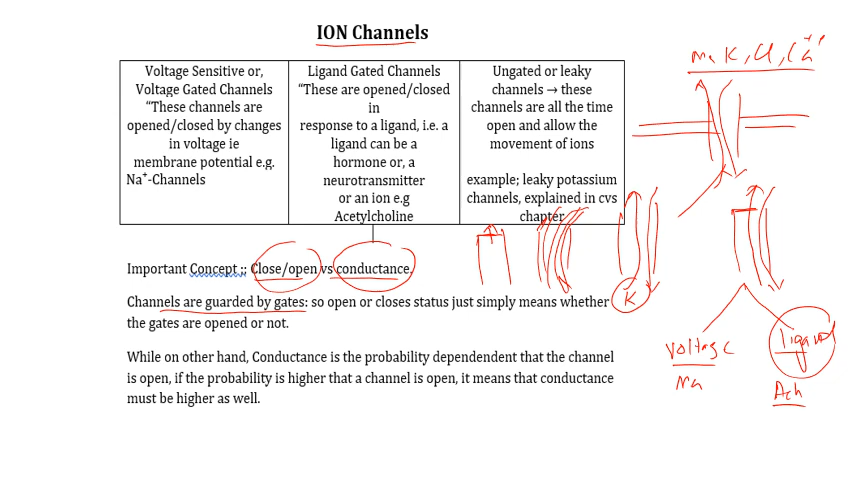 ION Channels
Voltage Sensitive or,
Voltage Gated Channels
"These channels are
opened/closed by changes
in voltage ie
membrane potential e.g.
Na+-Channels
Ligand Gated Channels
"These are opened/closed
in
response to a ligand, i.e. a
ligand can be a
hormone or, a
neurotransmitter
or an ion e.g
Acetylcholine
Ungated or leaky
channels → these
channels are all the time
open and allow the
movement of ions
example; leaky potassium
channels, explained in cvs
chapter
Important Concept ;; Close/open vs conductance.
Channels are guarded by gates: so open or closes status just simply means whether
the gates are opened or not.
While on other hand, Conductance is the probability dependendent that the channel
is open, if the probability is higher that a channel is open, it means that conductance
must be higher as well.
Na, K, Cl, Ca++
K
Voltage
Na
ligand
Ach